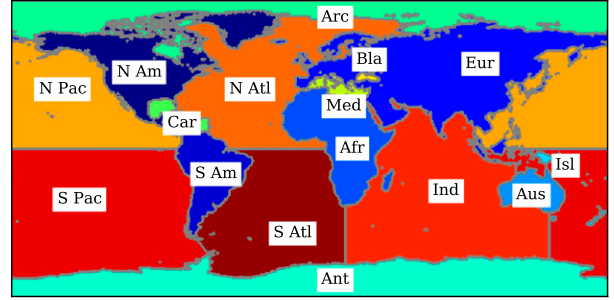 Arc
Bla
Eur
N Am
N Pac
N Atl
Med
Car
Afr
Isl
S Am
Ind
Aus
S Pac
S Atl
Ant